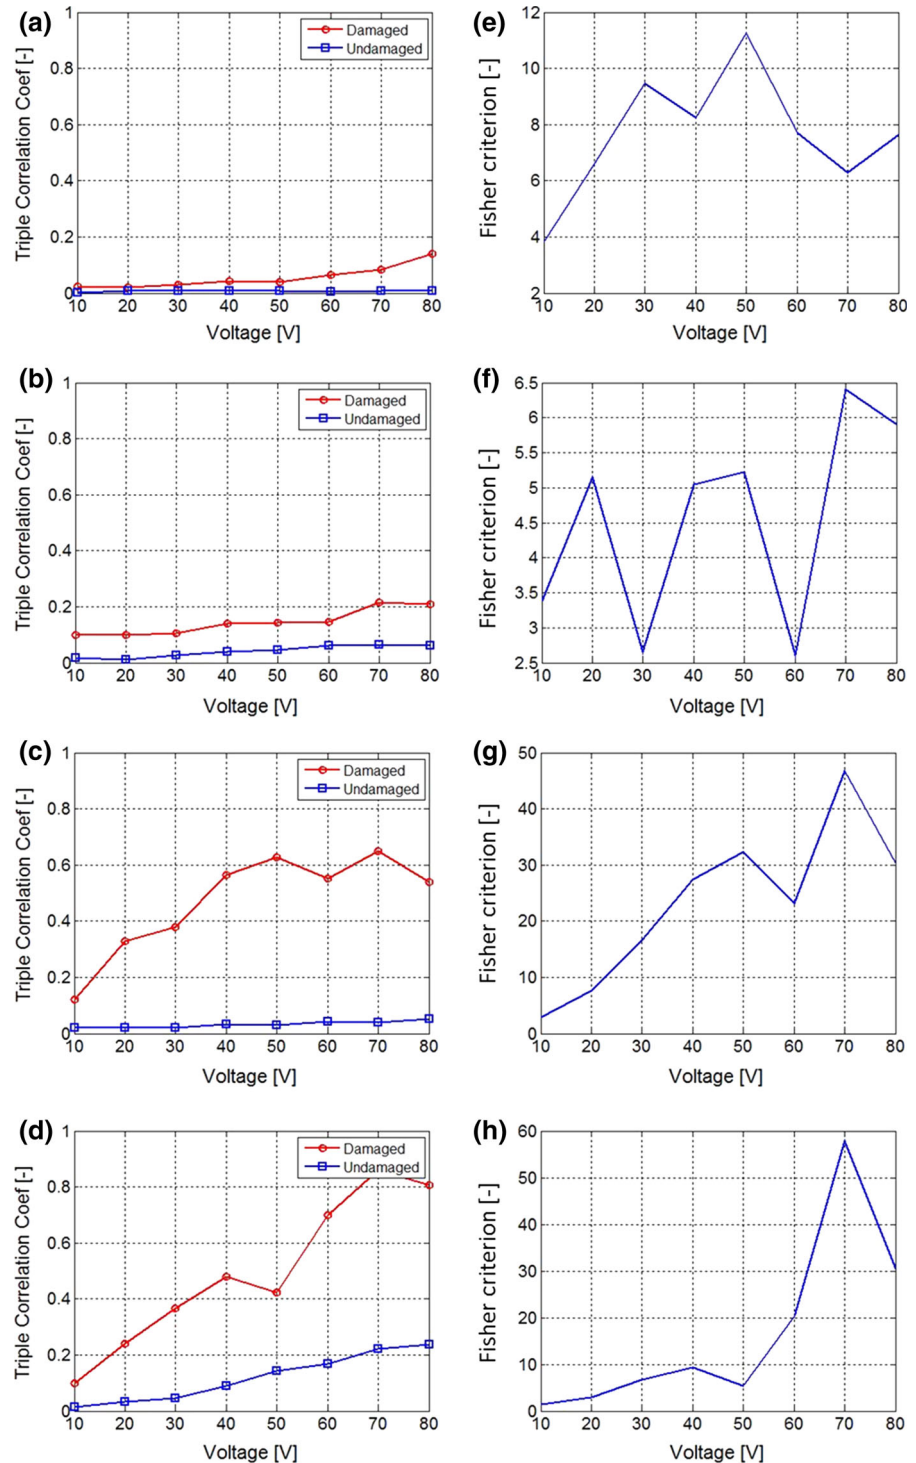 (a)
Triple Correlation Coef [-]
1
0.8
0.6
0.4
0.2
0
Damaged
Undamaged
10 20 30 40 50 60 70 80
Voltage [V]
(e)
Fisher criterion [-]
12
10
8
6
4
2
10 20 30 40 50 60 70 80
Voltage [V]
(b)
Triple Correlation Coef [-]
1
0.8
0.6
0.4
0.2
0
Damaged
Undamaged
10 20 30 40 50 60 70 80
Voltage [V]
(f)
Fisher criterion [-]
6.5
6
5.5
5
4.5
4
3.5
3
2.5
10 20 30 40 50 60 70 80
Voltage [V]
(c)
Triple Correlation Coef [-]
1
0.8
0.6
0.4
0.2
0
Damaged
Undamaged
10 20 30 40 50 60 70 80
Voltage [V]
(g)
Fisher criterion [-]
50
40
30
20
10
0
10 20 30 40 50 60 70 80
Voltage [V]
(d)
Triple Correlation Coef [-]
1
0.8
0.6
0.4
0.2
0
Damaged
Undamaged
10 20 30 40 50 60 70 80
Voltage [V]
(h)
Fisher criterion [-]
60
60
40
30
20
10
0
10 20 30 40 50 60 70 80
Voltage [V]